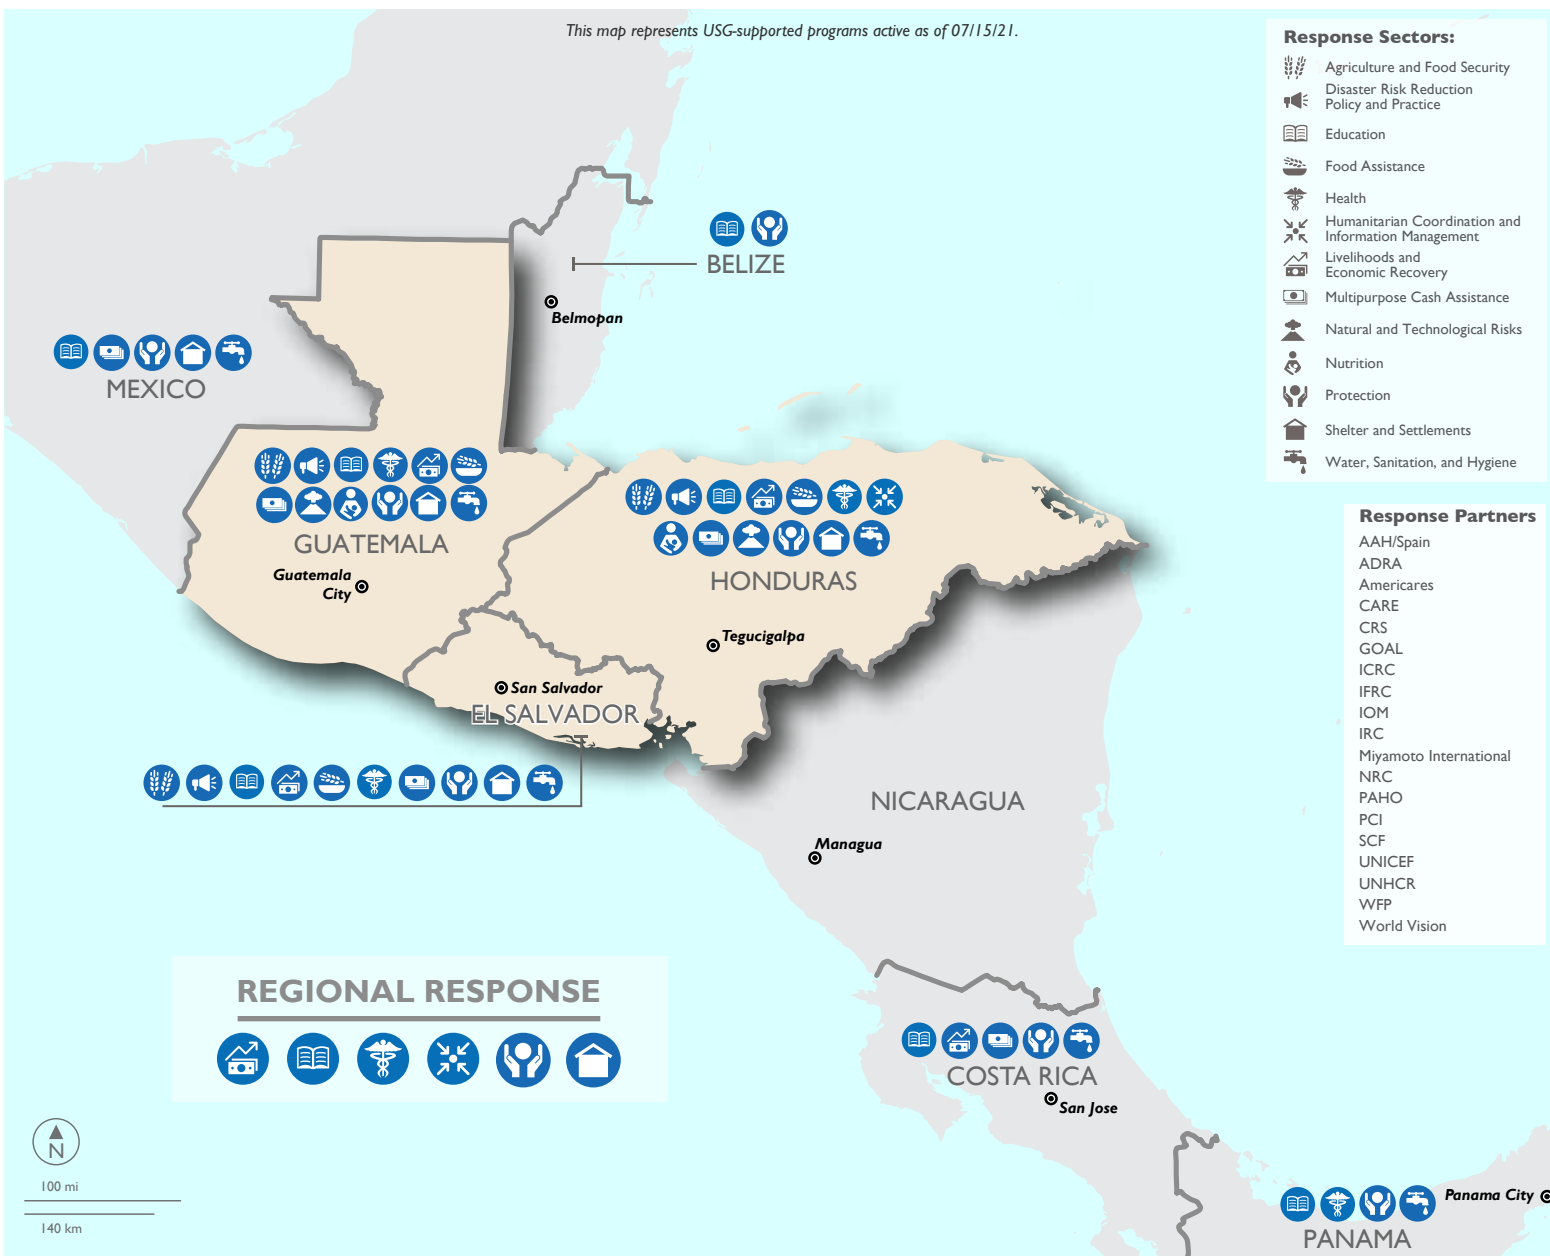 This map represents USG-supported programs active as of 07/15/21.
Response Sectors:
Agriculture and Food Security
Disaster Risk Reduction
Policy and Practice
Education
Food Assistance
Health
Humanitarian Coordination and
Information Management
Livelihoods and
Economic Recovery
Multipurpose Cash Assistance
Natural and Technological Risks
Nutrition
Protection
Shelter and Settlements
Water, Sanitation, and Hygiene
Response Partners
AAH/Spain
ADRA
Americares
CARE
CRS
GOAL
ICRC
IFRC
IOM
IRC
Miyamoto International
NRC
PAHO
PCI
SCF
UNICEF
UNHCR
WFP
World Vision
BELIZE
Belmopan
MEXICO
GUATEMALA
Guatemala
City
HONDURAS
Tegucigalpa
San Salvador
EL SALVADOR
NICARAGUA
Managua
REGIONAL RESPONSE
COSTA RICA
San Jose
Panama City
PANAMA
N
100 mi
140 km